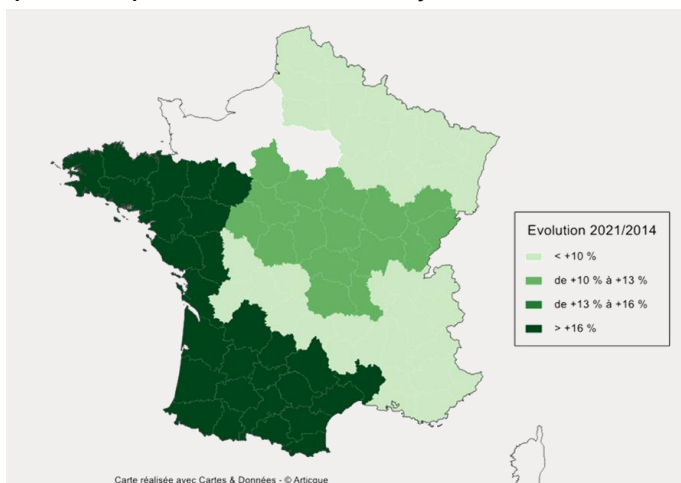 Evolution 2021/2014
< +10 %
de +10 % à +13 %
de +13 % à +16 %
> +16 %
Carte réalisée avec Cartes & Données - © Articque